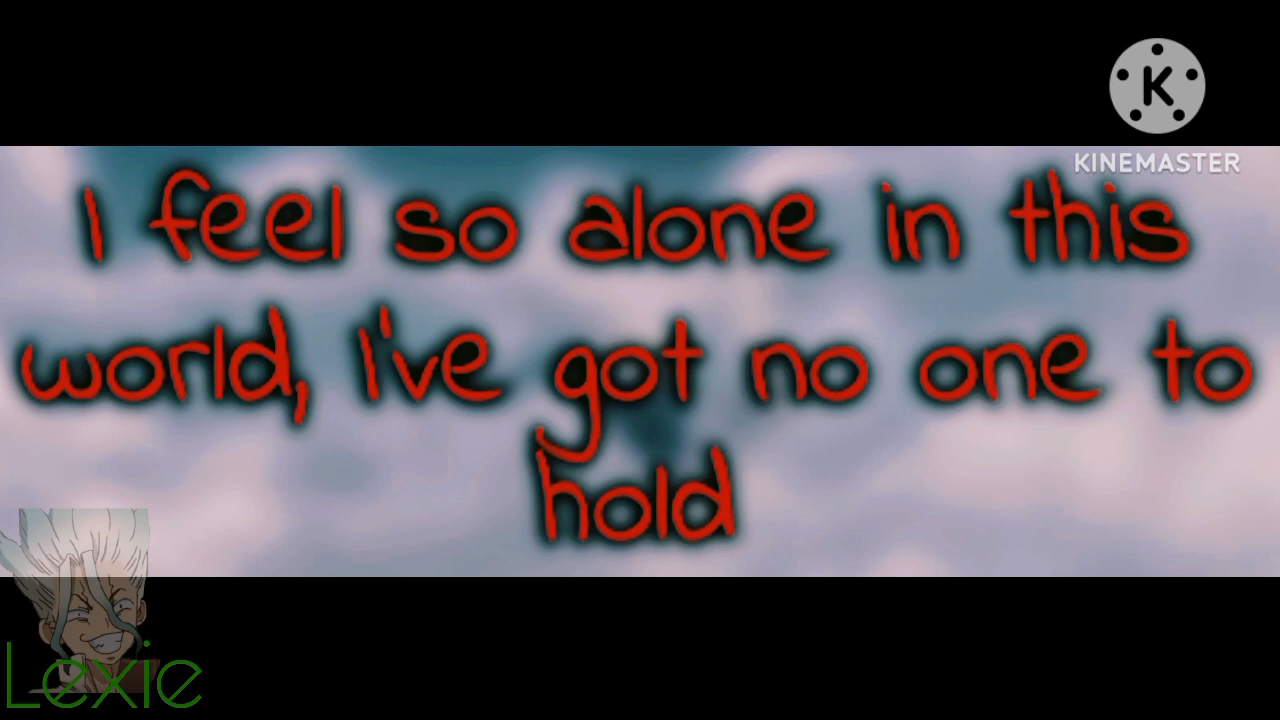 K
KINEMASTER
I feel so alone in this
world, I've got no one to
hold
Lexie